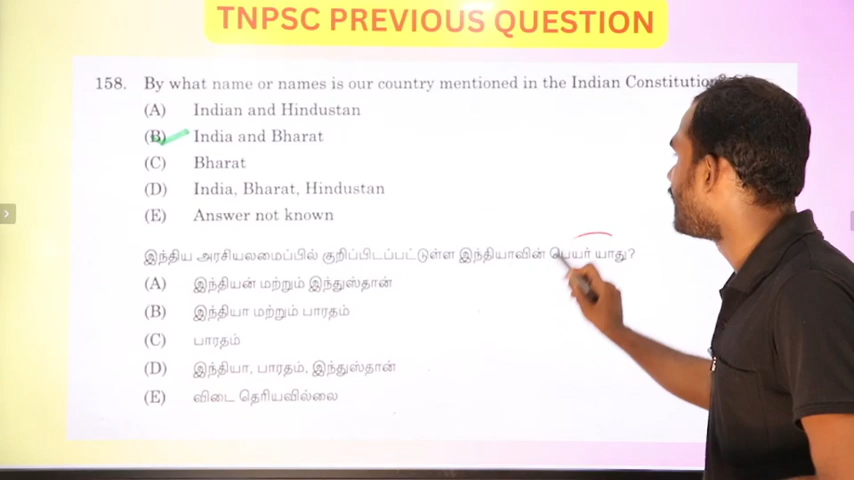 TNPSC PREVIOUS QUESTION
158. By what name or names is our country mentioned in the Indian Constitution?
(A) Indian and Hindustan
(B) India and Bharat
(C) Bharat
(D) India, Bharat, Hindustan
(E) Answer not known
இந்திய அரசியலமைப்பில் குறிப்பிடப்பட்டுள்ள இந்தியாவின் பெயர் யாது?
(A) இந்தியன் மற்றும் இந்துஸ்தான்
(B) இந்தியா மற்றும் பாரதம்
(C) பாரதம்
(D) இந்தியா, பாரதம், இந்துஸ்தான்
(E) விடை தெரியவில்லை